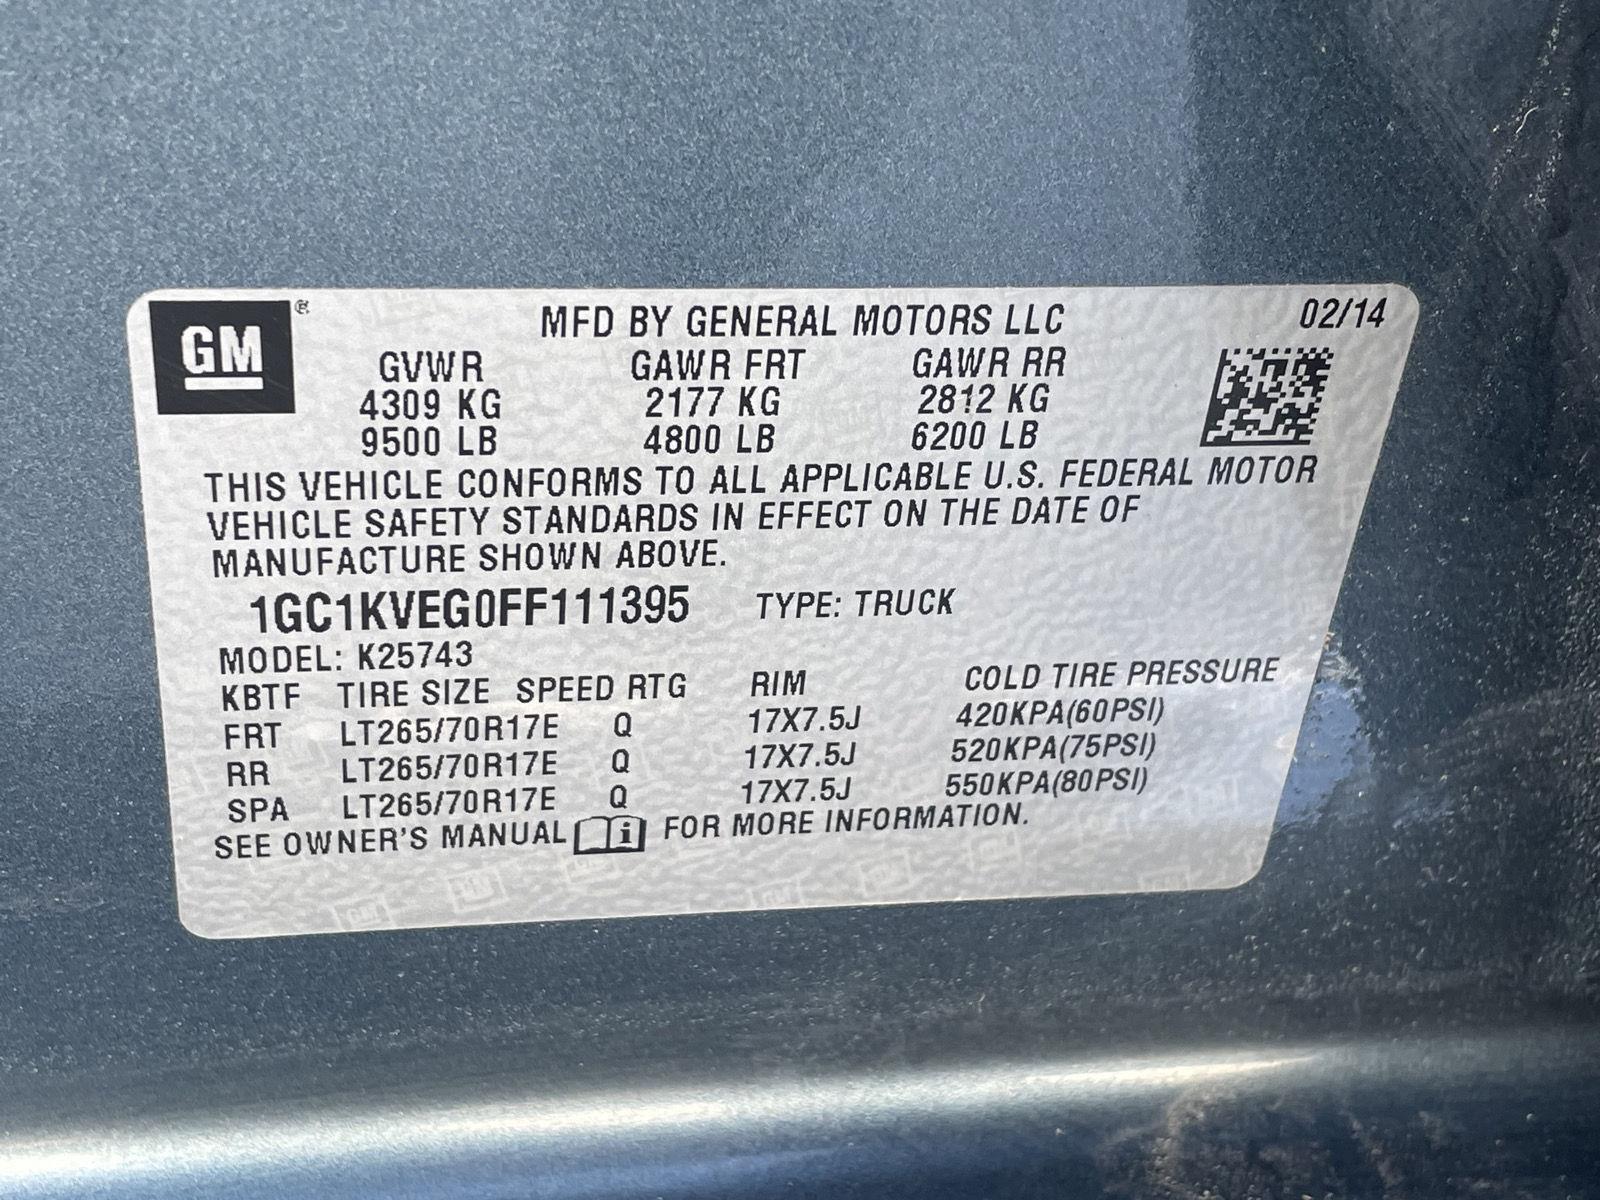 GM ®
MFD BY GENERAL MOTORS LLC 02/14
GVWR GAWR FRT GAWR RR
4309 KG 2177 KG 2812 KG
9500 LB 4800 LB 6200 LB
THIS VEHICLE CONFORMS TO ALL APPLICABLE U.S. FEDERAL MOTOR
VEHICLE SAFETY STANDARDS IN EFFECT ON THE DATE OF
MANUFACTURE SHOWN ABOVE.
1GC1KVEG0FF111395 TYPE: TRUCK
MODEL: K25743
KBTF TIRE SIZE SPEED RTG RIM COLD TIRE PRESSURE
FRT LT265/70R17E Q 17X7.5J 420KPA(60PSI)
RR LT265/70R17E Q 17X7.5J 520KPA(75PSI)
SPA LT265/70R17E Q 17X7.5J 550KPA(80PSI)
SEE OWNER'S MANUAL i FOR MORE INFORMATION.